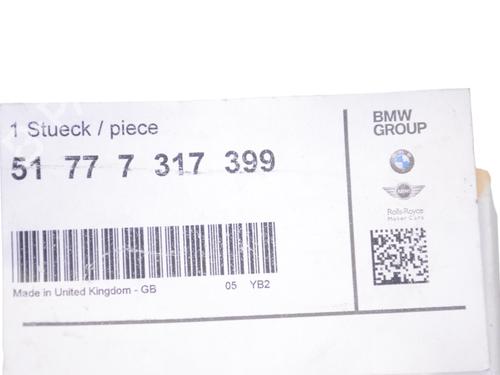 1 Stueck / piece
51 77 7 317 399
Made in United Kingdom - GB 05 YB2
BMW
GROUP
Rolls-Royce
Motor Cars